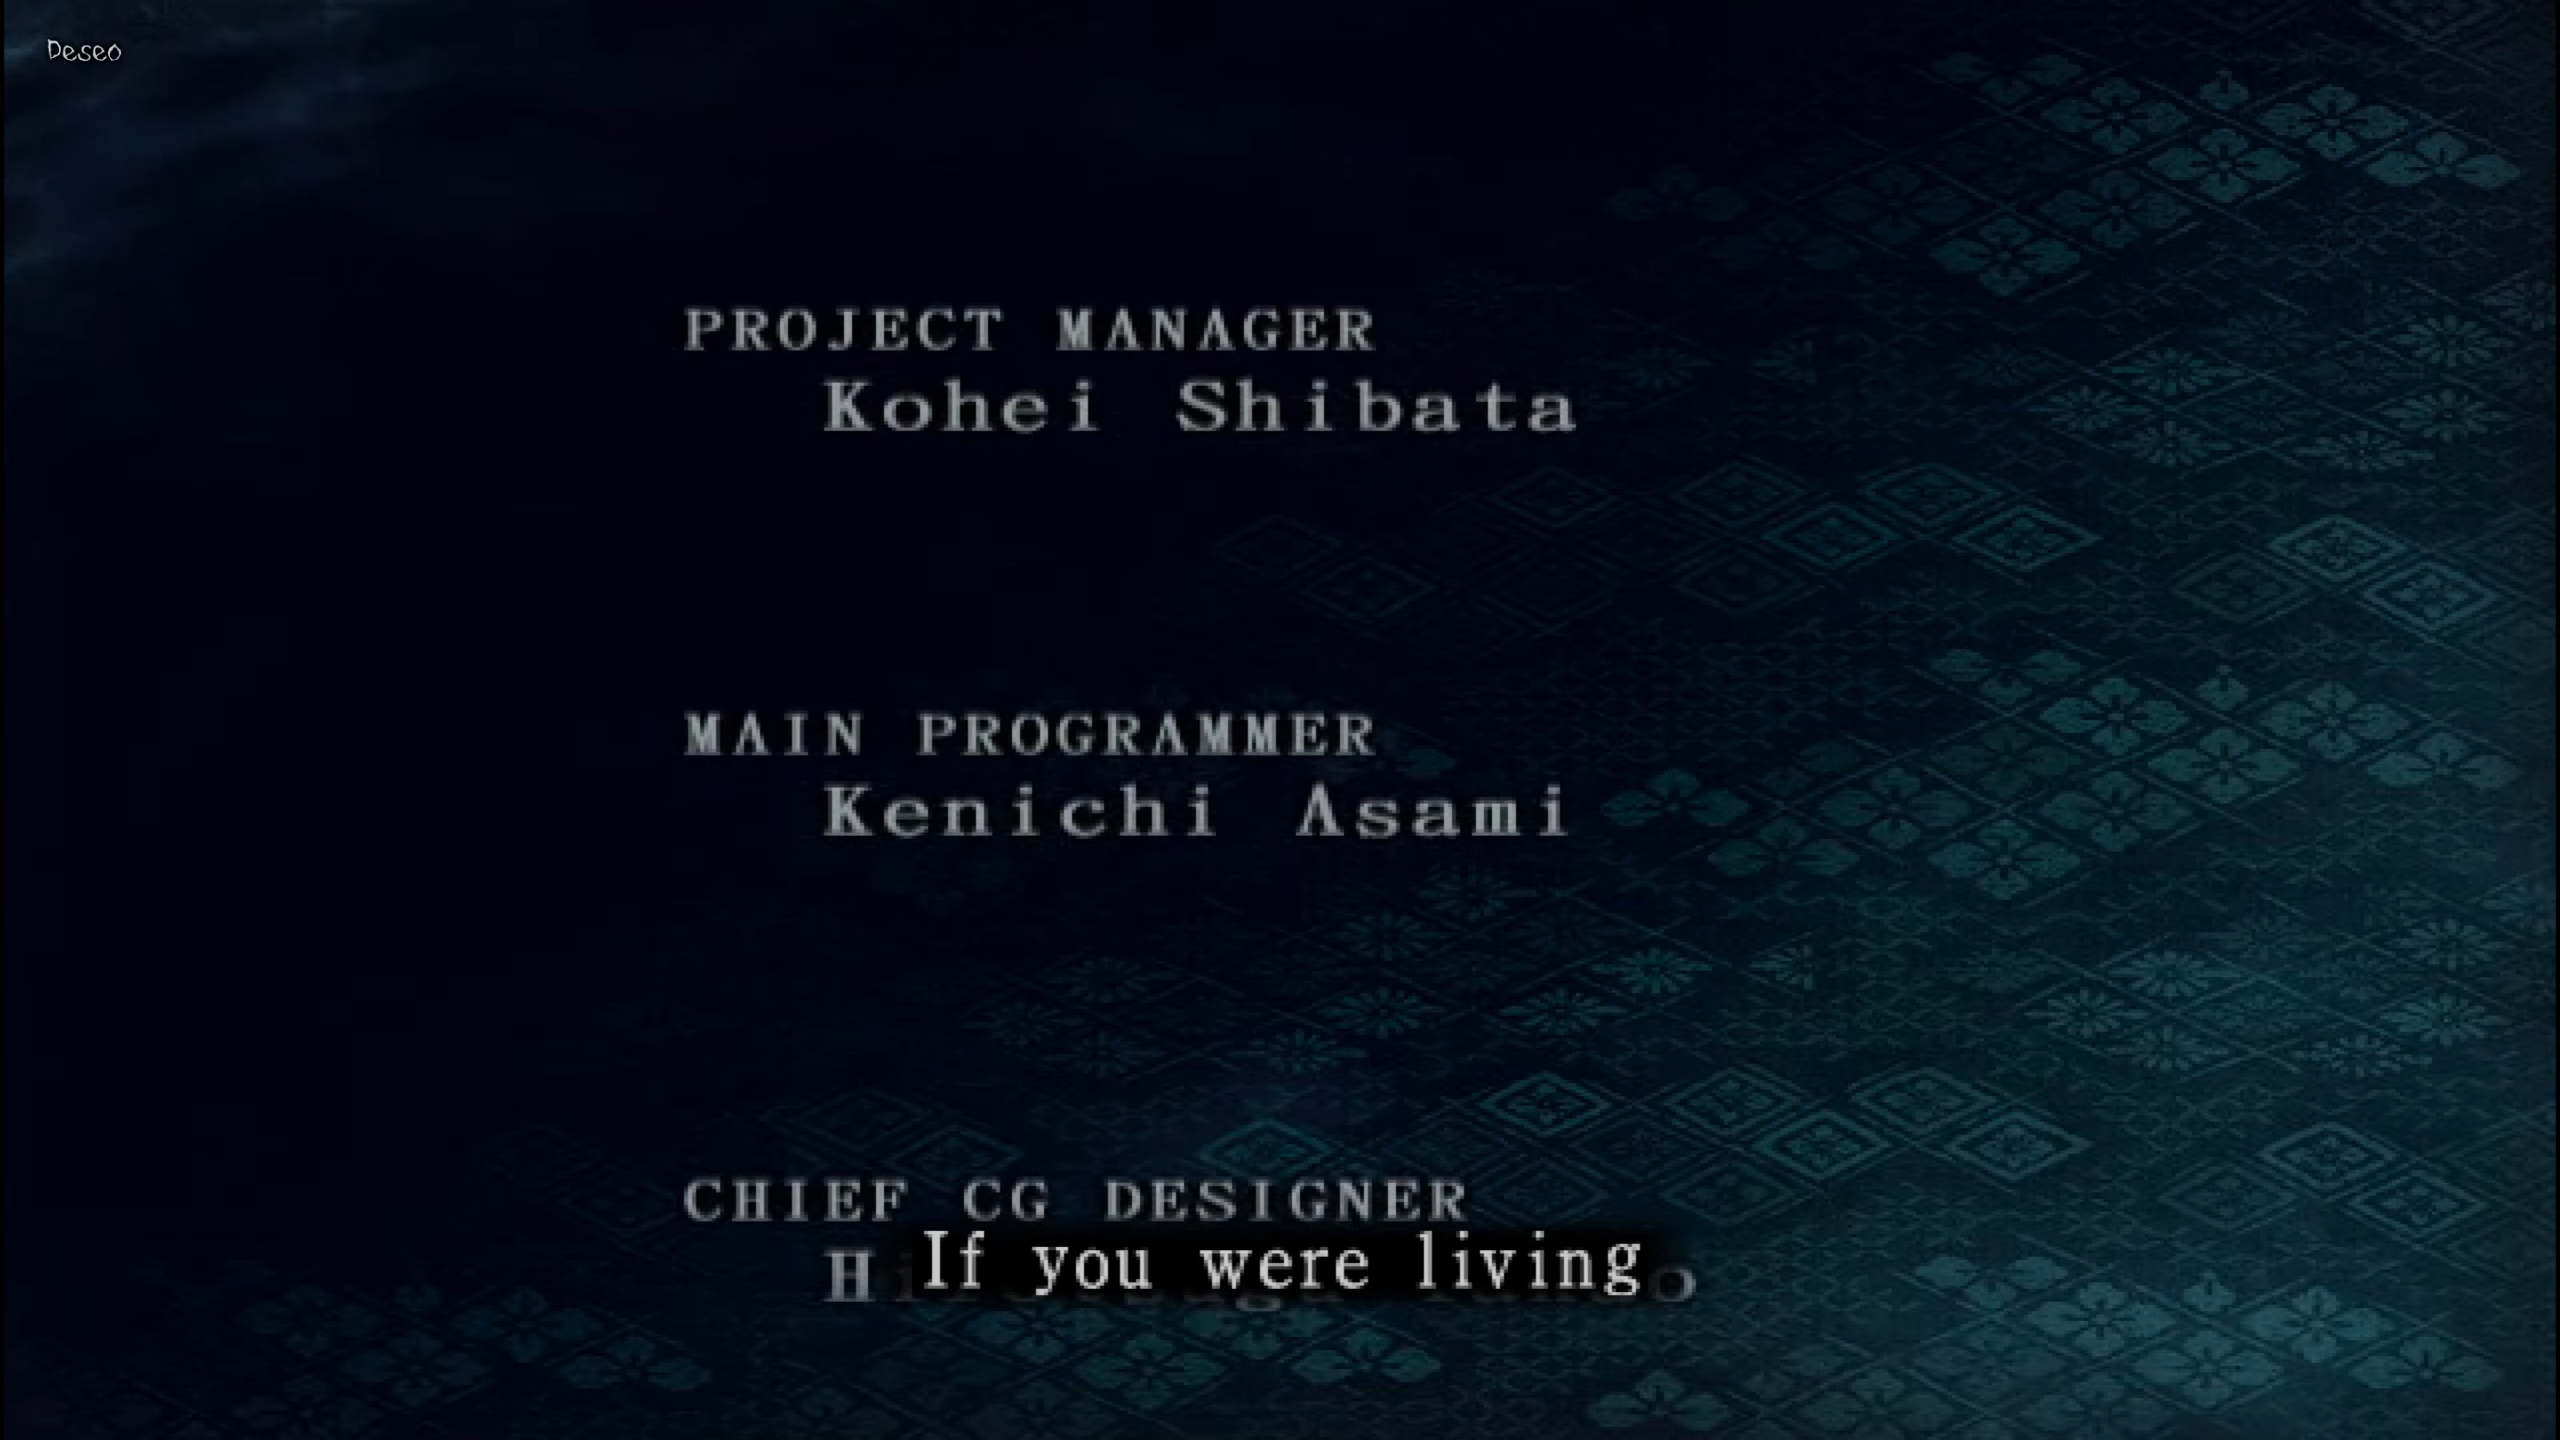 Deseo
PROJECT MANAGER
Kohei Shibata
MAIN PROGRAMMER
Kenichi Asami
CHIEF CG DESIGNER
If you were living